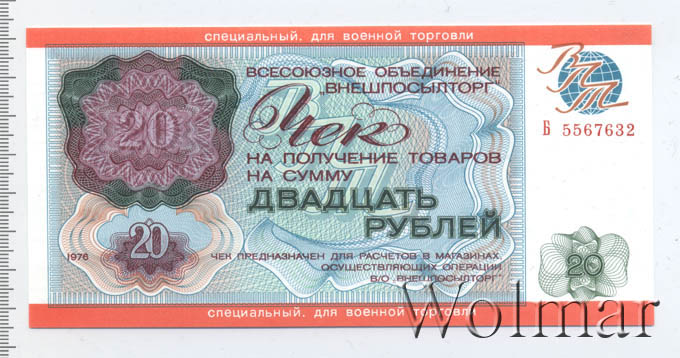 специальный. для военной торговли
ВСЕСОЮЗНОЕ ОБЪЕДИНЕНИЕ
„ВНЕШПОСЫЛТОРГ"
Чек
НА ПОЛУЧЕНИЕ ТОВАРОВ
НА СУММУ
ДВАДЦАТЬ
РУБЛЕЙ
20
20
1976
ЧЕК ПРЕДНАЗНАЧЕН ДЛЯ РАСЧЕТОВ В МАГАЗИНАХ,
ОСУЩЕСТВЛЯЮЩИХ ОПЕРАЦИИ
В/О „ВНЕШПОСЫЛТОРГ"
ВПТ
Б 5567632
20
специальный. для военной торговли
Wolmar